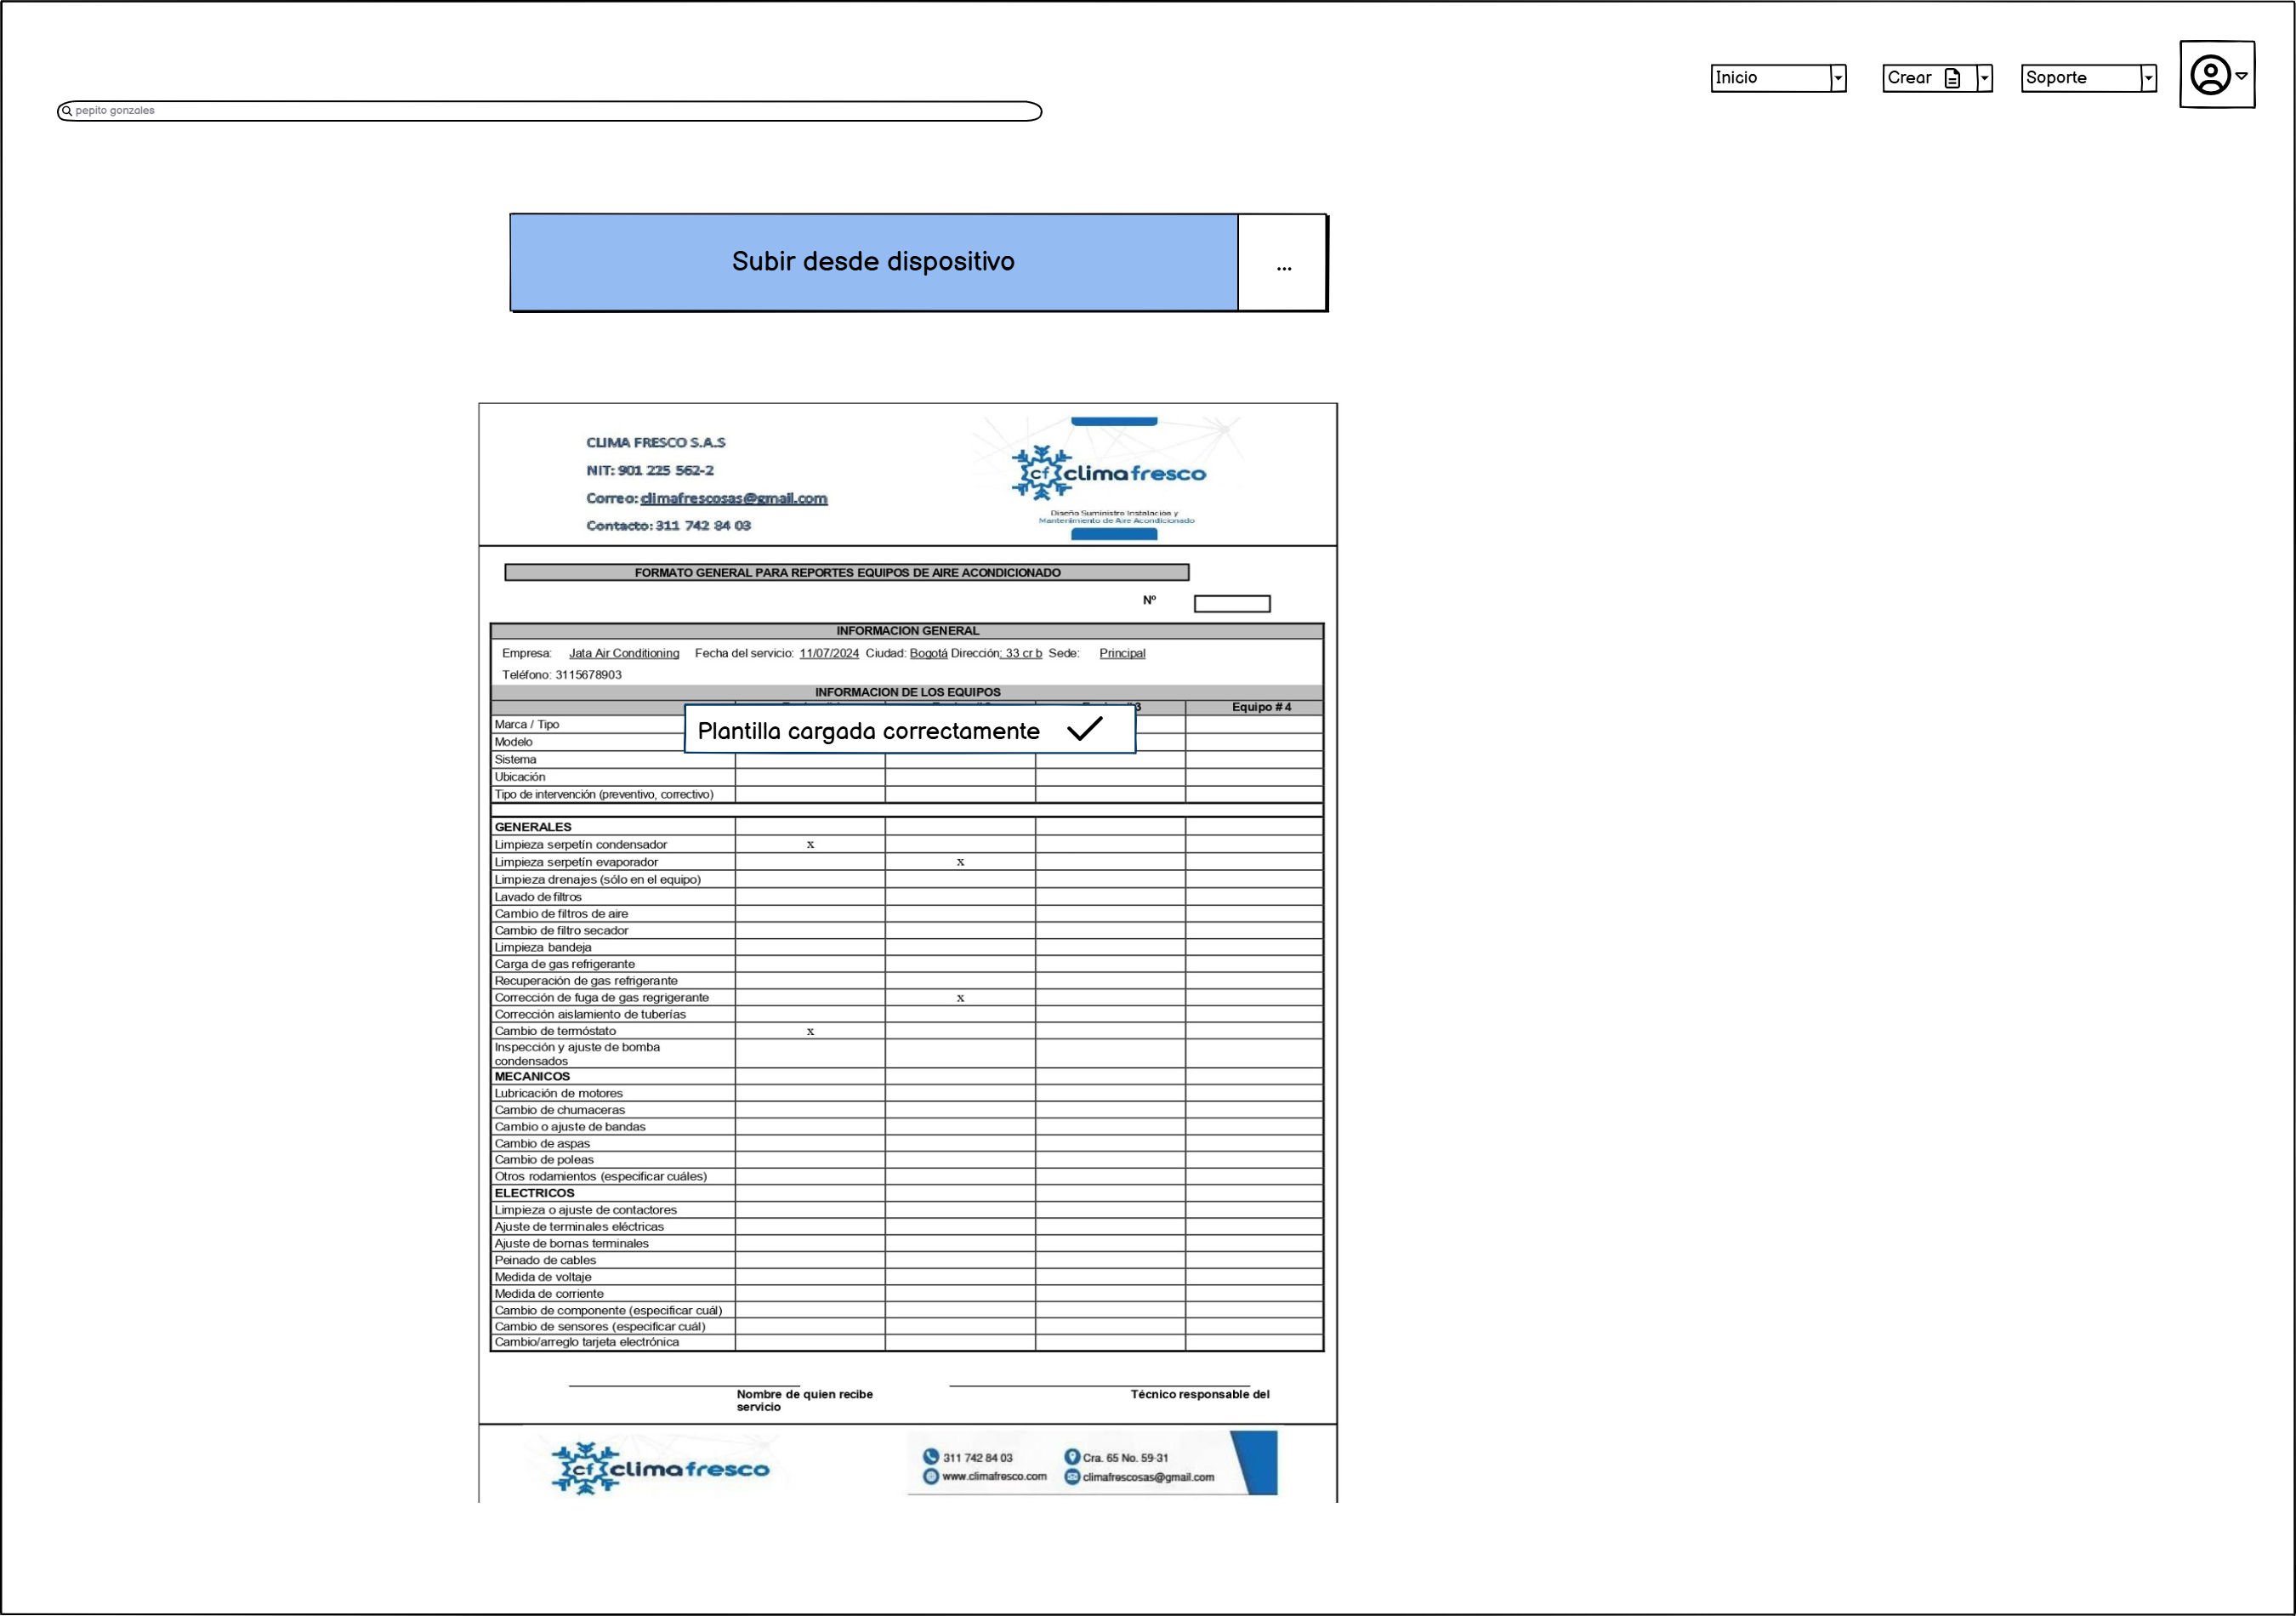 Inicio
Crear
Soporte
pepito gonzales
Subir desde dispositivo
...
CLIMA FRESCO S.A.S
NIT: 901 225 562-2
Correo: climafrescosas@gmail.com
Contacto: 311 742 84 03
cf climafresco
Diseño Suministro Instalación y
Mantenimiento de Aire Acondicionado
FORMATO GENERAL PARA REPORTES EQUIPOS DE AIRE ACONDICIONADO
Nº
INFORMACION GENERAL
Empresa: Jata Air Conditioning Fecha del servicio: 11/07/2024 Ciudad: Bogotá Dirección: 33 cr b Sede: Principal
Teléfono: 3115678903
INFORMACION DE LOS EQUIPOS
3 Equipo # 4
Marca / Tipo
Plantilla cargada correctamente
Modelo
Sistema
Ubicación
Tipo de intervención (preventivo, correctivo)
GENERALES
Limpieza serpetín condensador x
Limpieza serpetín evaporador x
Limpieza drenajes (sólo en el equipo)
Lavado de filtros
Cambio de filtros de aire
Cambio de filtro secador
Limpieza bandeja
Carga de gas refrigerante
Recuperación de gas refrigerante
Corrección de fuga de gas regrigerante x
Corrección aislamiento de tuberías
Cambio de termóstato x
Inspección y ajuste de bomba
condensados
MECANICOS
Lubricación de motores
Cambio de chumaceras
Cambio o ajuste de bandas
Cambio de aspas
Cambio de poleas
Otros rodamientos (especificar cuáles)
ELECTRICOS
Limpieza o ajuste de contactores
Ajuste de terminales eléctricas
Ajuste de bornas terminales
Peinado de cables
Medida de voltaje
Medida de corriente
Cambio de componente (especificar cuál)
Cambio de sensores (especificar cuál)
Cambio/arreglo tarjeta electrónica
Nombre de quien recibe Técnico responsable del
servicio
cf climafresco
311 742 84 03 Cra. 65 No. 59-31
www.climafresco.com climafrescosas@gmail.com